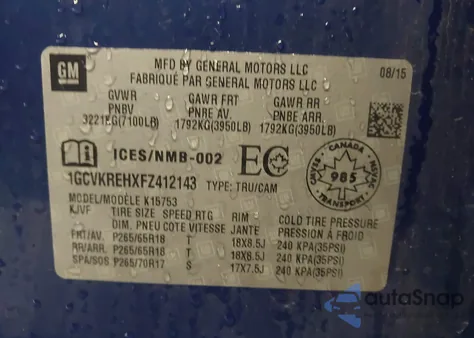 GM
MFD BY GENERAL MOTORS LLC
FABRIQUÉ PAR GENERAL MOTORS LLC
08/15
GVWR GAWR FRT GAWR RR
PNBV PNBE AV. PNBE ARR.
3221KG(7100LB) 1792KG(3950LB) 1792KG(3950LB)
ICES/NMB-002 EC
CANADA
985
TRANSPORT
1GCVKREHXFZ412143 TYPE: TRU/CAM
MODEL/MODÈLE K15753
KJVF TIRE SIZE SPEED RTG RIM COLD TIRE PRESSURE
DIM. PNEU COTE VITESSE JANTE PRESSION À FROID
FRT/AV. P265/65R18 T 18X8.5J 240 KPA(35PSI)
RR/ARR. P265/65R18 T 18X8.5J 240 KPA(35PSI)
SPA/SOS P265/70R17 S 17X7.5J 240 KPA(35PSI)
autoSnap